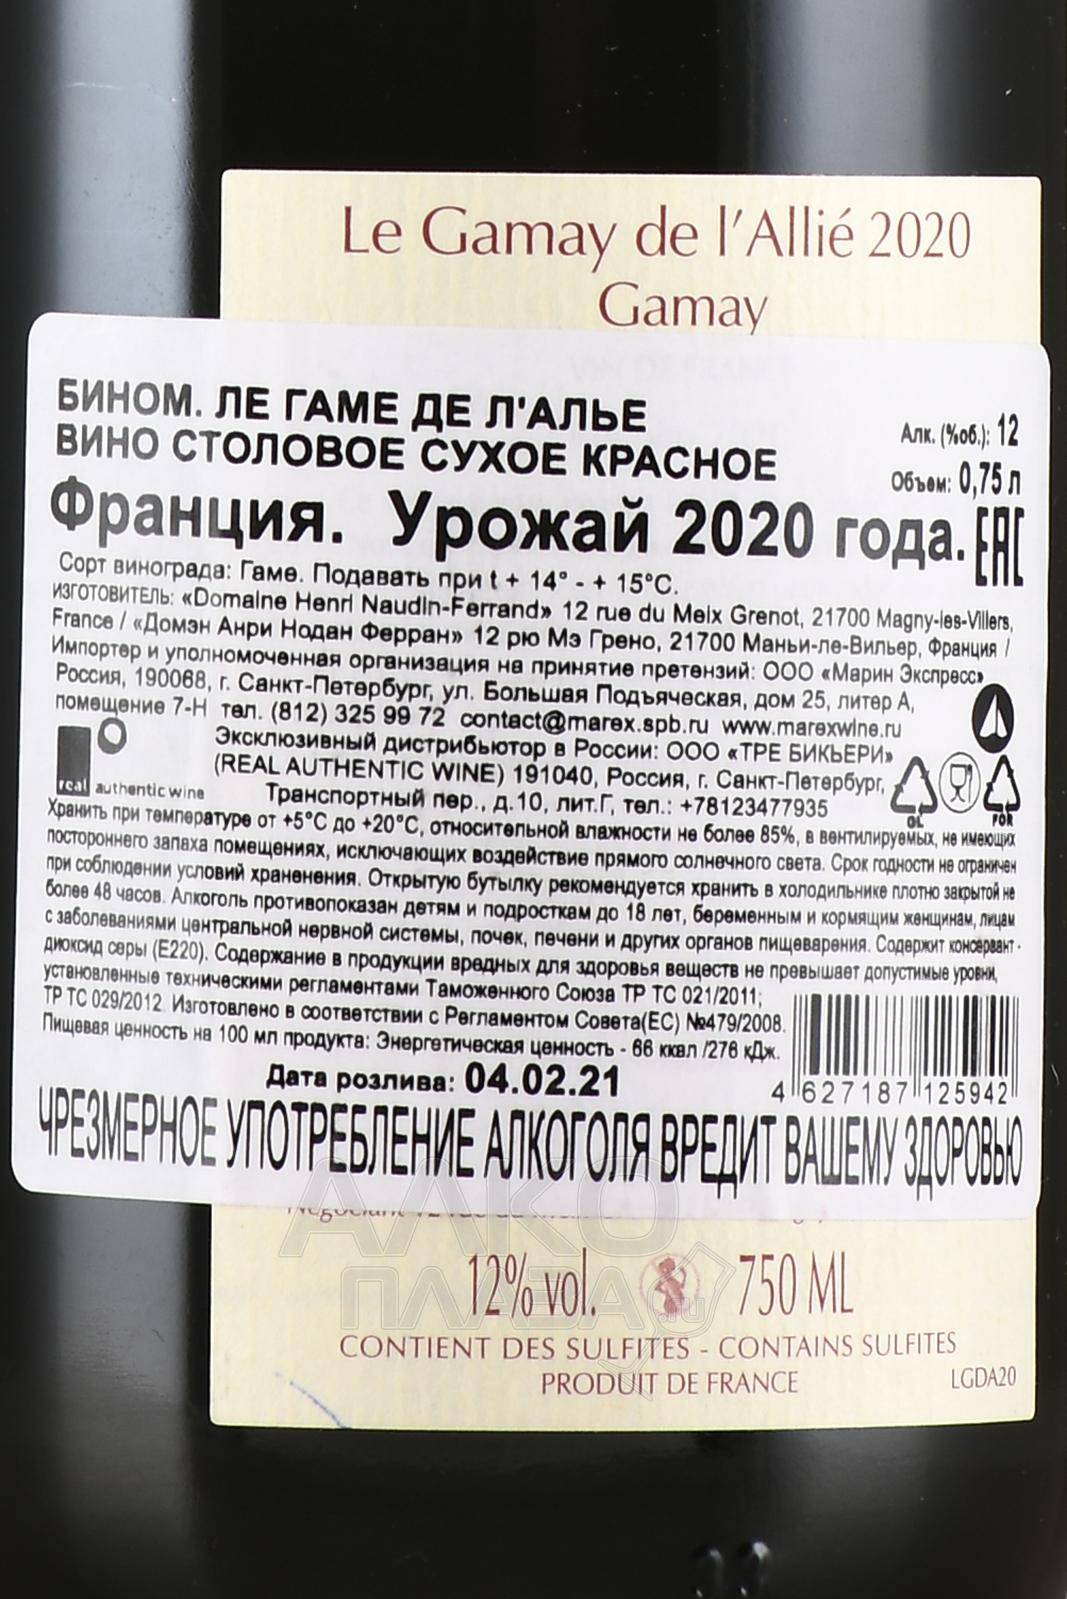 Le Gamay de l'Allié 2020
Gamay
БИНОМ. ЛЕ ГАМЕ ДЕ Л'АЛЬЕ
ВИНО СТОЛОВОЕ СУХОЕ КРАСНОЕ
Алк. (%об.): 12
Объем: 0,75 л
Франция. Урожай 2020 года.
EAC
Сорт винограда: Гаме. Подавать при t + 14° - + 15°C.
ИЗГОТОВИТЕЛЬ: «Domaine Henri Naudin-Ferrand» 12 rue du Meix Grenot, 21700 Magny-les-Villers,
France / «Домэн Анри Нодан Ферран» 12 рю Мэ Грено, 21700 Маньи-ле-Вильер, Франция /
Импортер и уполномоченная организация на принятие претензий: ООО «Марин Экспресс»
Россия, 190068, г. Санкт-Петербург, ул. Большая Подъяческая, дом 25, литер А,
помещение 7-Н тел. (812) 325 99 72 contact@marex.spb.ru www.marexwine.ru
Эксклюзивный дистрибьютор в России: ООО «ТРЕ БИКЬЕРИ»
(REAL AUTHENTIC WINE) 191040, Россия, г. Санкт-Петербург,
real authentic wine
Транспортный пер., д.10, лит.Г, тел.: +78123477935
GL
FOR
Хранить при температуре от +5°C до +20°C, относительной влажности не более 85%, в вентилируемых, не имеющих
постороннего запаха помещениях, исключающих воздействие прямого солнечного света. Срок годности не ограничен
при соблюдении условий хранения. Открытую бутылку рекомендуется хранить в холодильнике плотно закрытой не
более 48 часов. Алкоголь противопоказан детям и подросткам до 18 лет, беременным и кормящим женщинам, лицам
с заболеваниями центральной нервной системы, почек, печени и других органов пищеварения. Содержит консервант -
диоксид серы (Е220). Содержание в продукции вредных для здоровья веществ не превышает допустимые уровни,
установленные техническими регламентами Таможенного Союза ТР ТС 021/2011;
ТР ТС 029/2012. Изготовлено в соответствии с Регламентом Совета(ЕС) №479/2008.
Пищевая ценность на 100 мл продукта: Энергетическая ценность - 66 ккал /276 кДж.
Дата розлива: 04.02.21
4 627187 125942
ЧРЕЗМЕРНОЕ УПОТРЕБЛЕНИЕ АЛКОГОЛЯ ВРЕДИТ ВАШЕМУ ЗДОРОВЬЮ
АЛКО
ПЛАЗА
.ru
12% vol. 750 ML
CONTIENT DES SULFITES - CONTAINS SULFITES
PRODUIT DE FRANCE
LGDA20